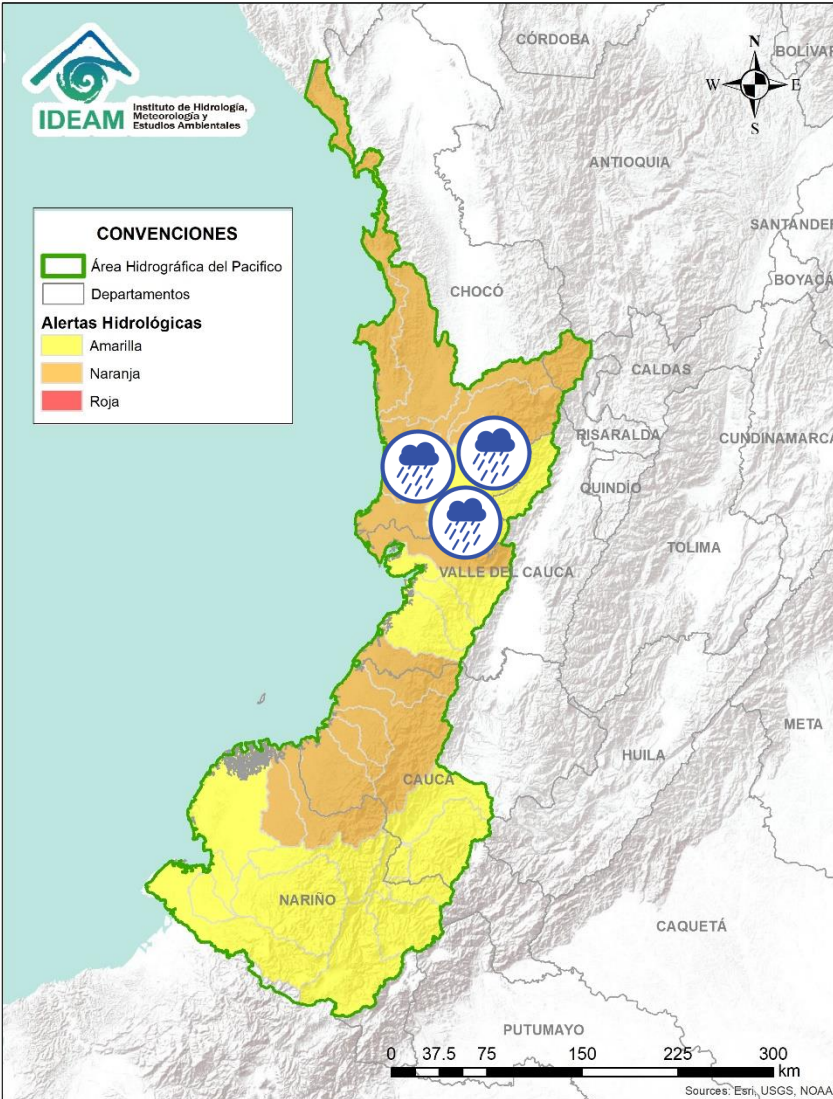 CÓRDOBA
BOLÍVAR
N
W E
S
IDEAM
Instituto de Hidrología,
Meteorología y
Estudios Ambientales
ANTIOQUIA
SANTANDER
CONVENCIONES
Área Hidrográfica del Pacifico
Departamentos
Alertas Hidrológicas
Amarilla
Naranja
Roja
BOYACÁ
CHOCÓ
CALDAS
RISARALDA
CUNDINAMARCA
QUINDÍO
TOLIMA
VALLE DEL CAUCA
META
HUILA
CAUCA
NARIÑO
CAQUETÁ
PUTUMAYO
0 37.5 75 150 225 300
km
Sources: Esri, USGS, NOAA